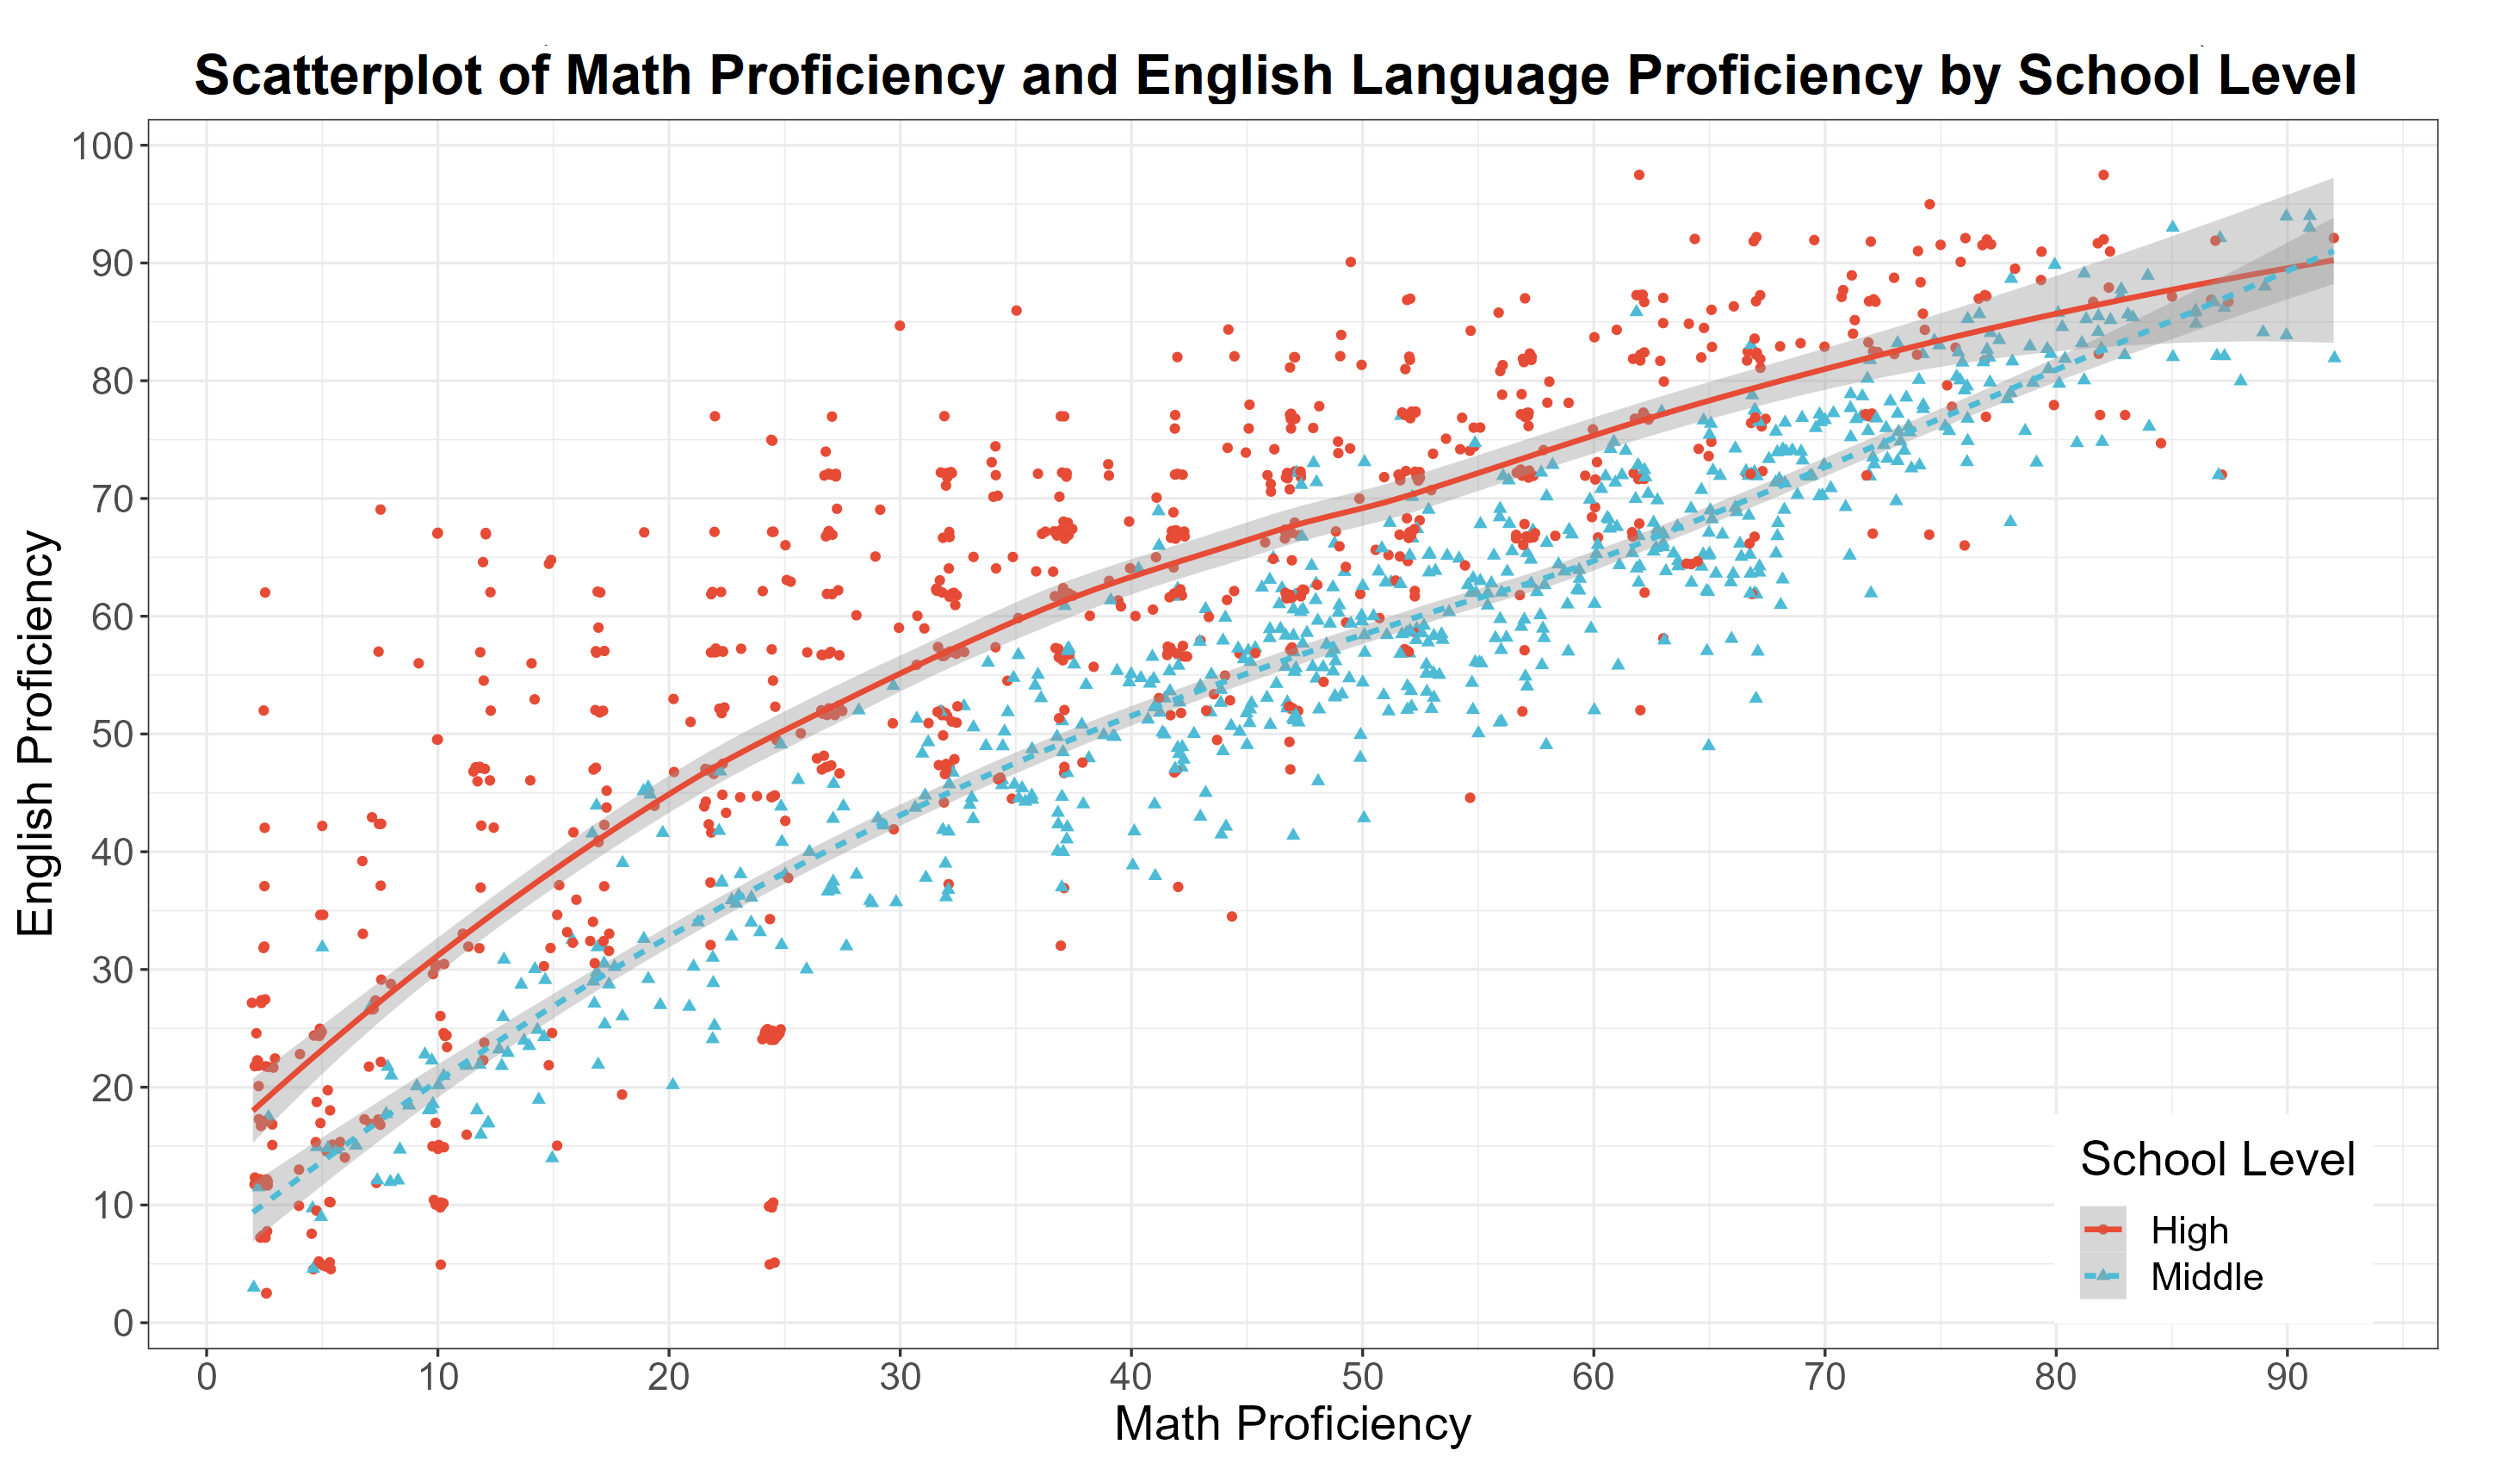 Scatterplot of Math Proficiency and English Language Proficiency by School Level
100
90
80
70
60
50
40
30
20
10
0
English Proficiency
0 10 20 30 40 50 60 70 80 90
Math Proficiency
School Level
High
Middle